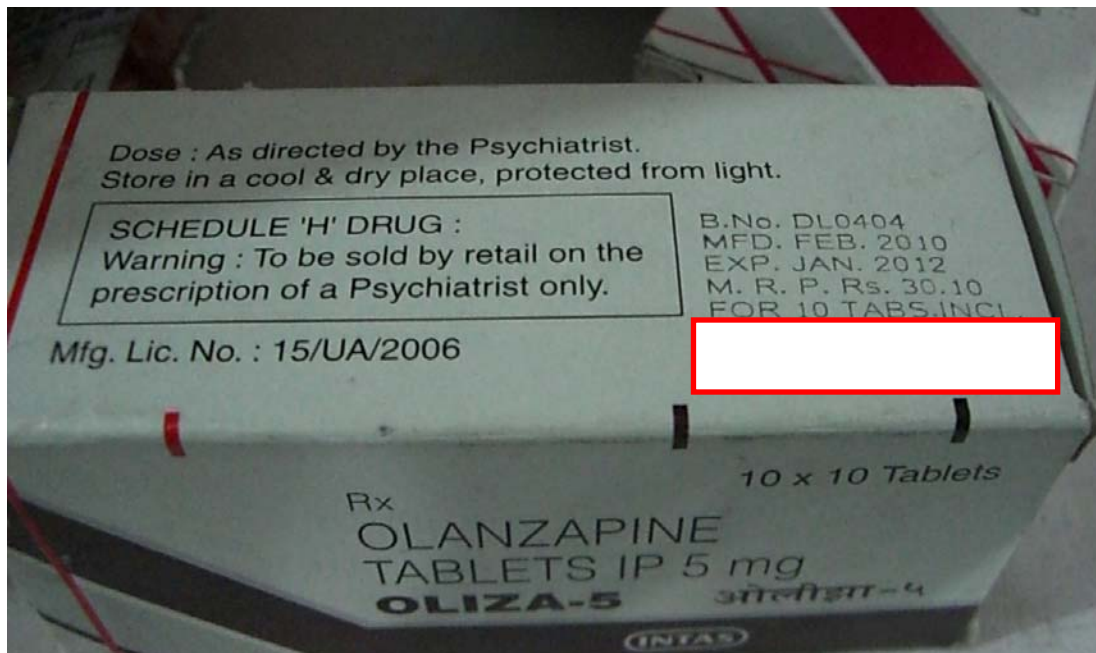 Dose : As directed by the Psychiatrist.
Store in a cool & dry place, protected from light.
SCHEDULE 'H' DRUG :
Warning : To be sold by retail on the
prescription of a Psychiatrist only.
B.No. DL0404
MFD. FEB. 2010
EXP. JAN. 2012
M. R. P. Rs. 30.10
FOR 10 TABS.INCL.
Mfg. Lic. No. : 15/UA/2006
10 x 10 Tablets
Rx
OLANZAPINE
TABLETS IP 5 mg
OLIZA-5 ओलीझा-५
INTAS